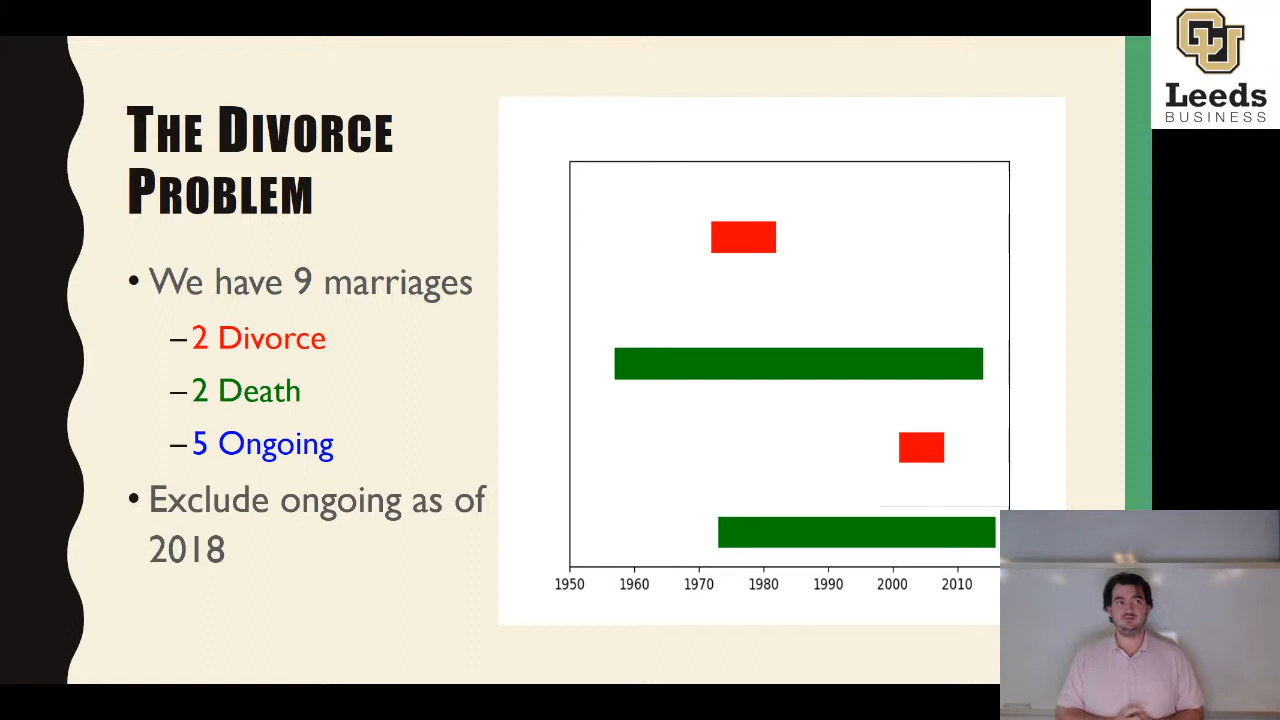 THE DIVORCE
PROBLEM
• We have 9 marriages
– 2 Divorce
– 2 Death
– 5 Ongoing
• Exclude ongoing as of
2018
1950 1960 1970 1980 1990 2000 2010
CU
Leeds
BUSINESS